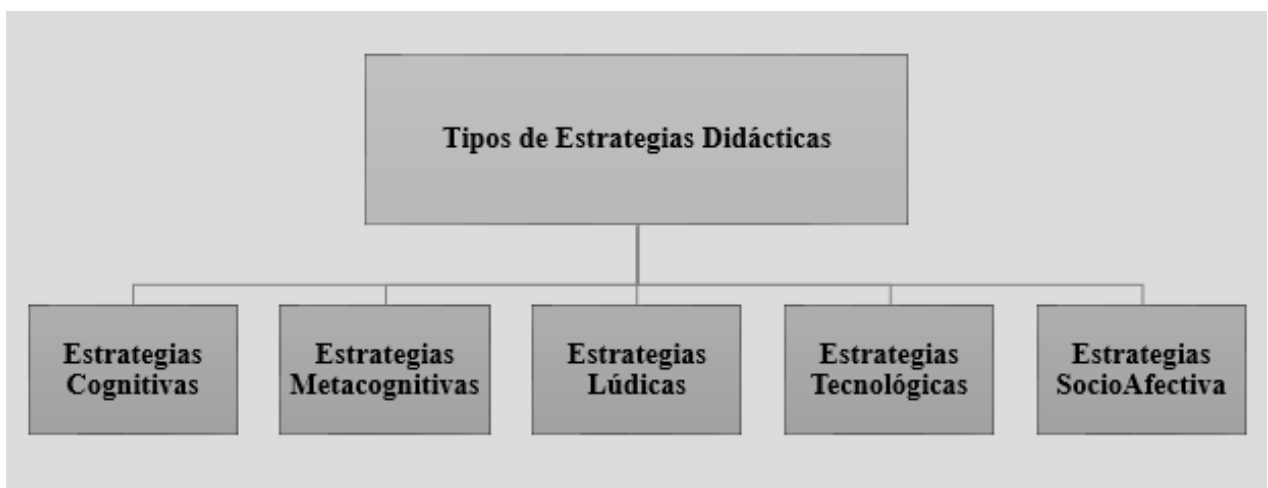 Tipos de Estrategias Didácticas
Estrategias
Cognitivas
Estrategias
Metacognitivas
Estrategias
Lúdicas
Estrategias
Tecnológicas
Estrategias
SocioAfectiva